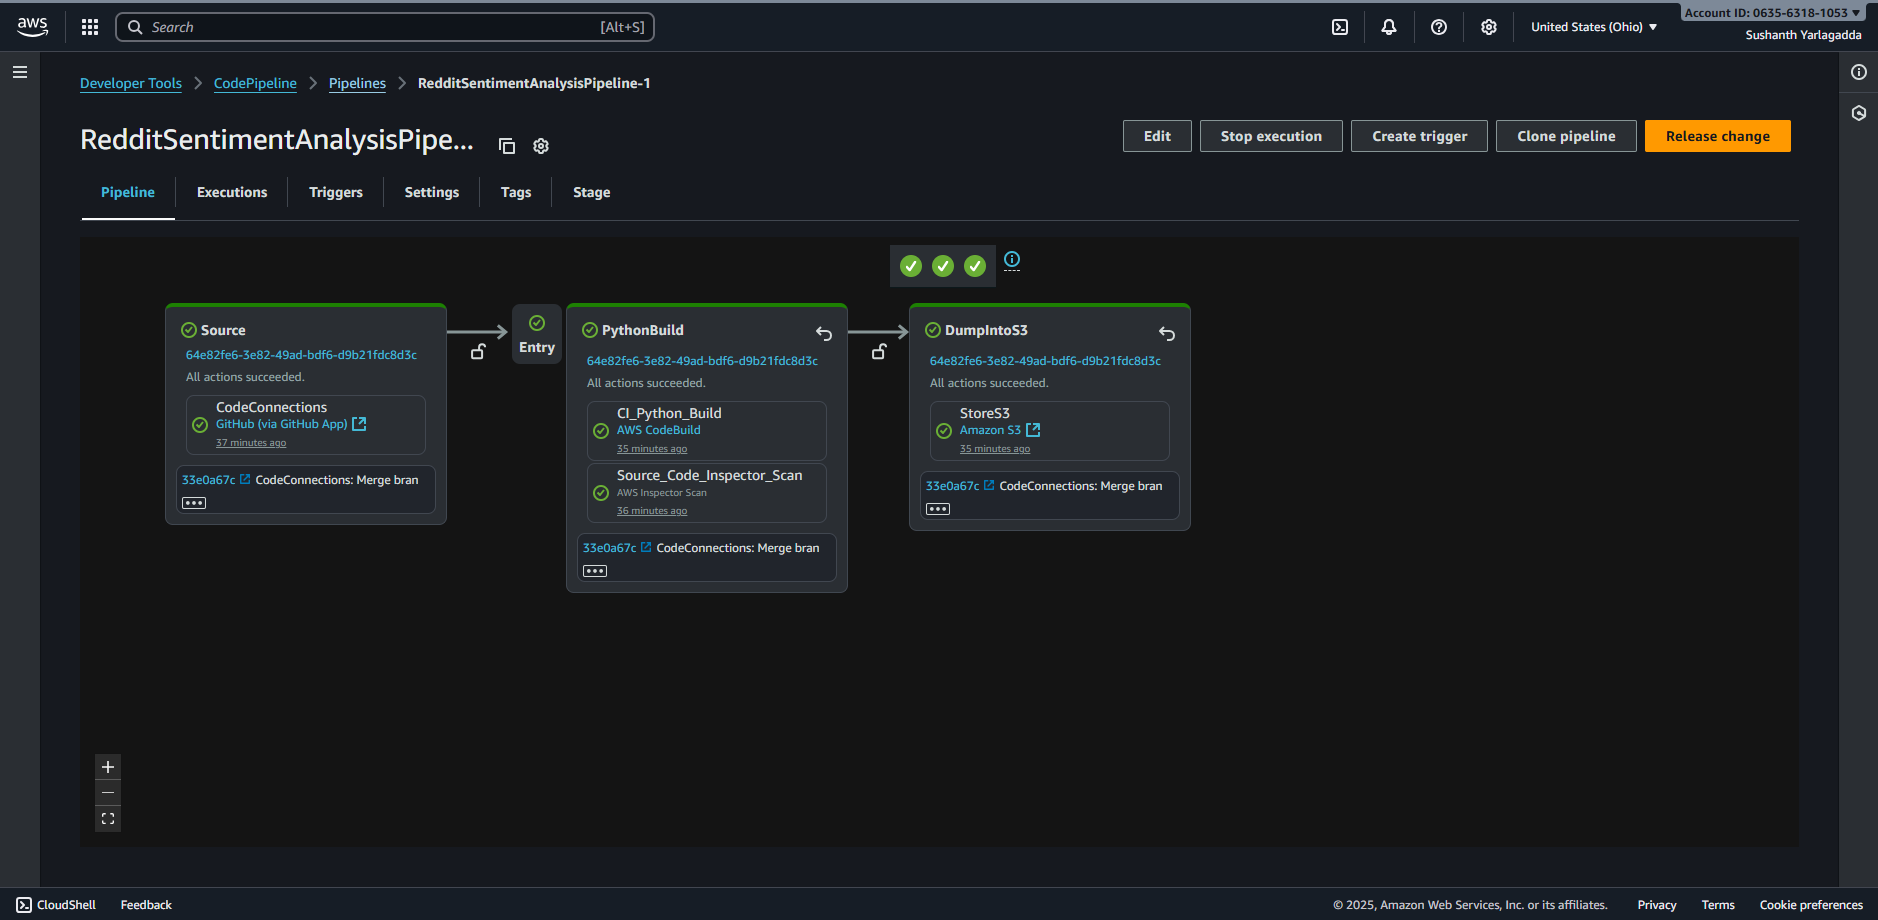 aws
Search
[Alt+S]
United States (Ohio)
Account ID: 0635-6318-1053
Sushanth Yarlagadda
Developer Tools
CodePipeline
Pipelines
RedditSentimentAnalysisPipeline-1
RedditSentimentAnalysisPipe...
Edit
Stop execution
Create trigger
Clone pipeline
Release change
Pipeline
Executions
Triggers
Settings
Tags
Stage
Source
64e82fe6-3e82-49ad-bdf6-d9b21fdc8d3c
All actions succeeded.
CodeConnections
GitHub (via GitHub App)
37 minutes ago
33e0a67c CodeConnections: Merge bran
Entry
PythonBuild
64e82fe6-3e82-49ad-bdf6-d9b21fdc8d3c
All actions succeeded.
CI_Python_Build
AWS CodeBuild
35 minutes ago
Source_Code_Inspector_Scan
AWS Inspector Scan
36 minutes ago
33e0a67c CodeConnections: Merge bran
DumpIntoS3
64e82fe6-3e82-49ad-bdf6-d9b21fdc8d3c
All actions succeeded.
StoreS3
Amazon S3
35 minutes ago
33e0a67c CodeConnections: Merge bran
CloudShell
Feedback
© 2025, Amazon Web Services, Inc. or its affiliates.
Privacy
Terms
Cookie preferences